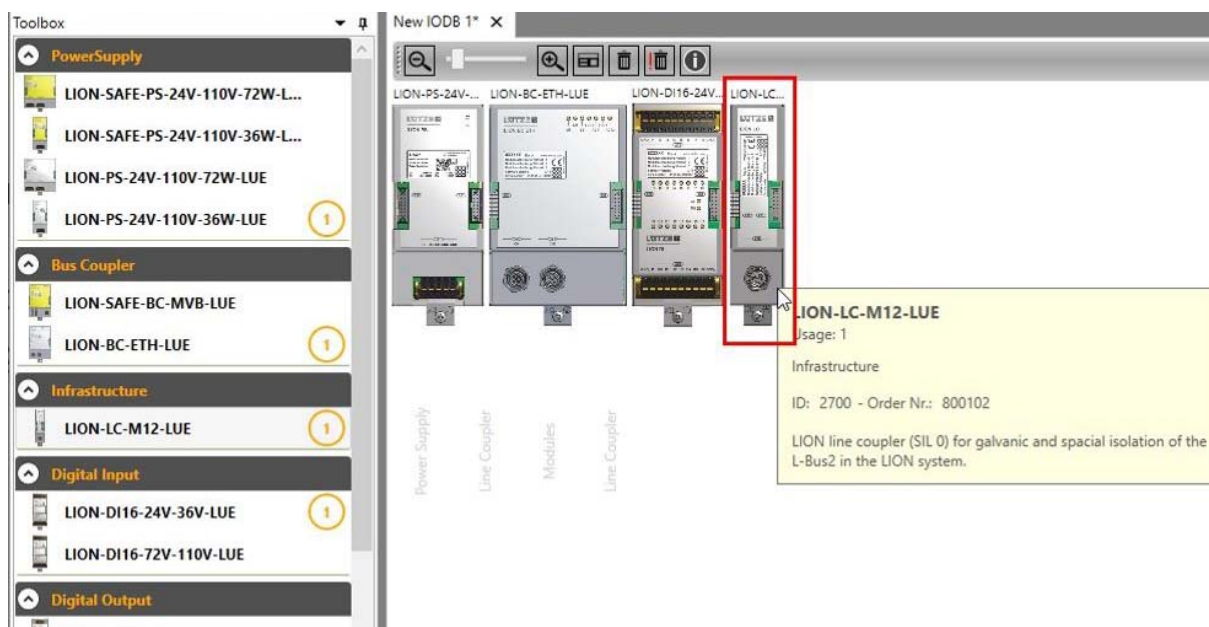 Toolbox
PowerSupply
LION-SAFE-PS-24V-110V-72W-L...
LION-SAFE-PS-24V-110V-36W-L...
LION-PS-24V-110V-72W-LUE
LION-PS-24V-110V-36W-LUE
1
Bus Coupler
LION-SAFE-BC-MVB-LUE
LION-BC-ETH-LUE
1
Infrastructure
LION-LC-M12-LUE
1
Digital Input
LION-DI16-24V-36V-LUE
1
LION-DI16-72V-110V-LUE
Digital Output
New IODB 1*
LION-PS-24V-...
LION-BC-ETH-LUE
LION-DI16-24V...
LION-LC...
LÜTZE
LÜTZE
LÜTZE
LÜTZE
Power Supply
Line Coupler
Modules
Line Coupler
LION-LC-M12-LUE
Usage: 1
Infrastructure
ID: 2700 - Order Nr.: 800102
LION line coupler (SIL 0) for galvanic and spacial isolation of the
L-Bus2 in the LION system.